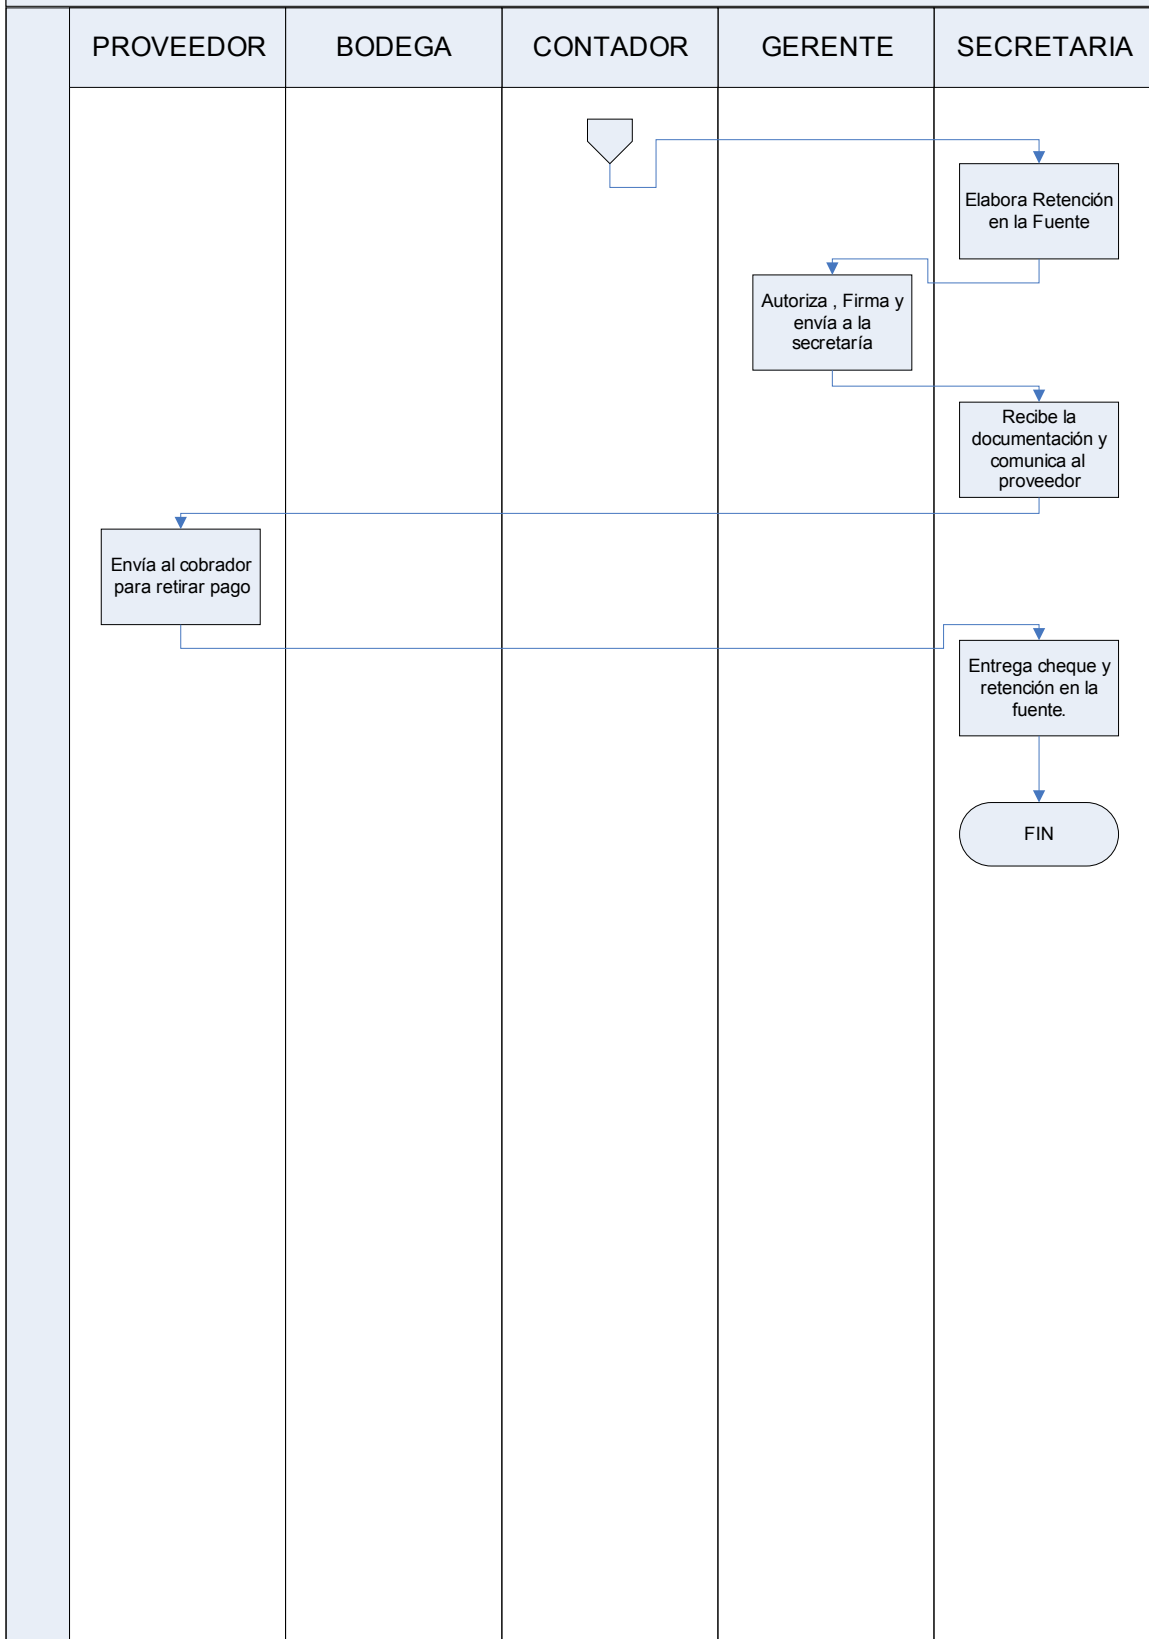 PROVEEDOR
BODEGA
CONTADOR
GERENTE
SECRETARIA
Elabora Retención
en la Fuente
Autoriza , Firma y
envía a la
secretaría
Recibe la
documentación y
comunica al
proveedor
Envía al cobrador
para retirar pago
Entrega cheque y
retención en la
fuente.
FIN